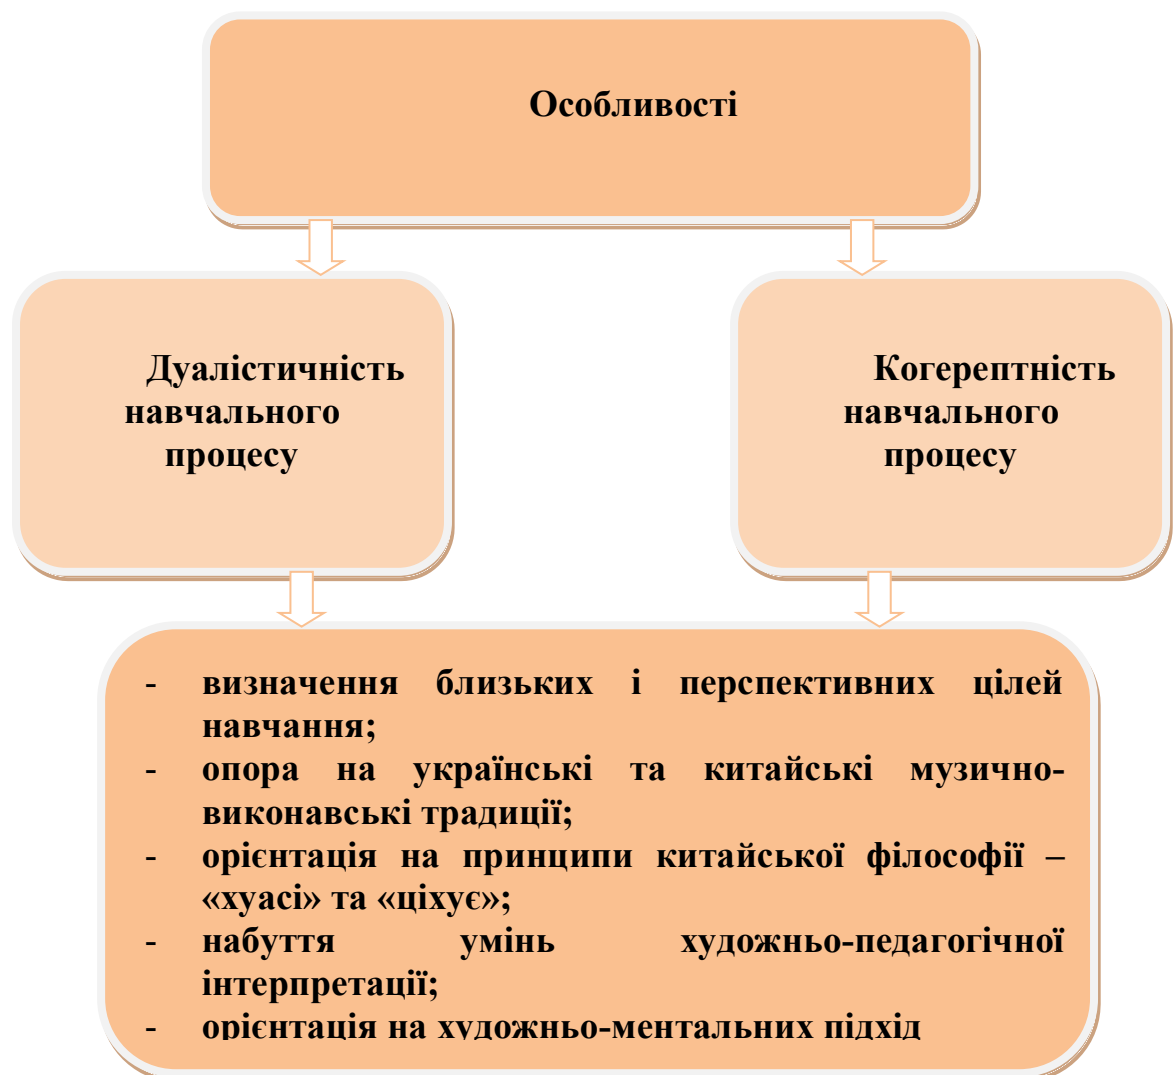 Особливості
Дуалістичність
навчального
процесу
Когерептність
навчального
процесу
- визначення близьких і перспективних цілей
навчання;
- опора на українські та китайські музично-
виконавські традиції;
- орієнтація на принципи китайської філософії –
«хуасі» та «ціхує»;
- набуття умінь художньо-педагогічної
інтерпретації;
- орієнтація на художньо-ментальних підхід